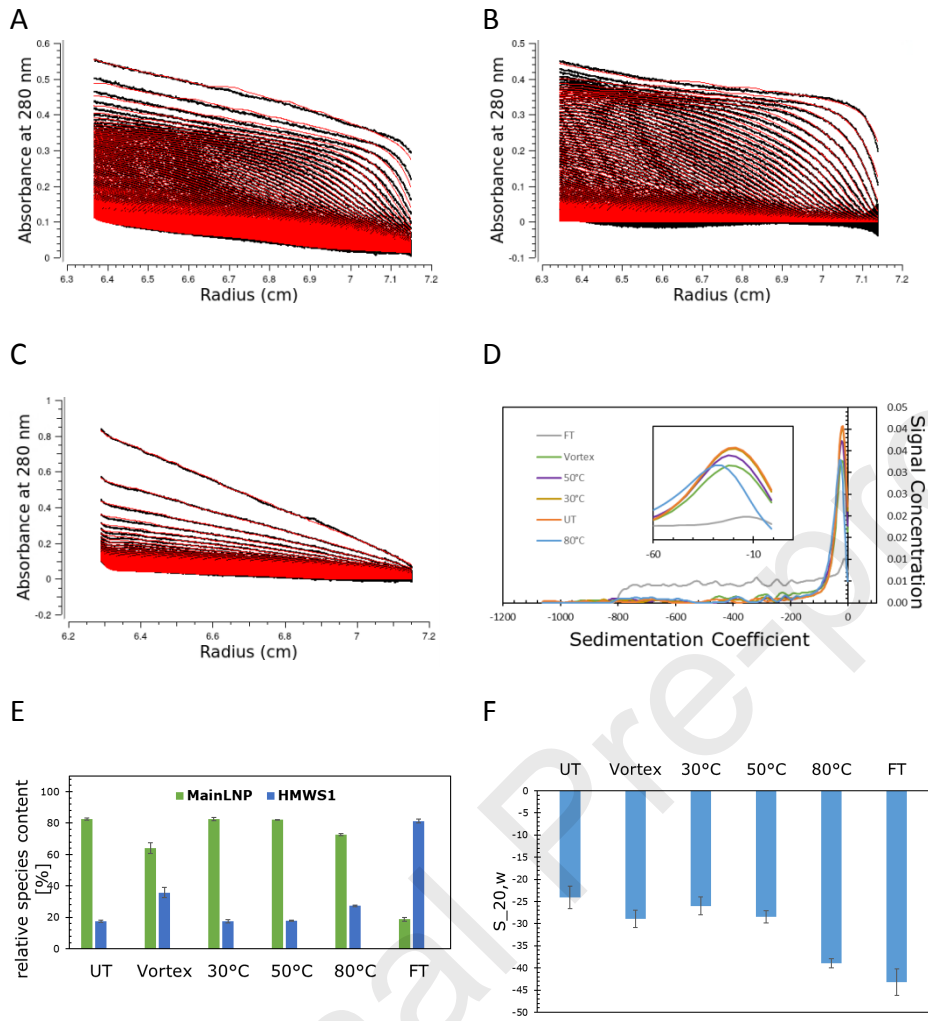 A
B
0.6
0.5
0.4
0.3
0.2
0.1
0
Absorbance at 280 nm
6.3
6.4
6.5
6.6
6.7
6.8
6.9
7
7.1
7.2
Radius (cm)
0.5
0.4
0.3
0.2
0.1
0
-0.1
Absorbance at 280 nm
6.3
6.4
6.5
6.6
6.7
6.8
6.9
7
7.1
7.2
Radius (cm)
C
D
1
0.8
0.6
0.4
0.2
0
-0.2
Absorbance at 280 nm
6.2
6.4
6.6
6.8
7
7.2
Radius (cm)
FT
Vortex
50°C
30°C
UT
80°C
-60
-10
0.05
0.04
0.04
0.03
0.03
0.02
0.02
0.01
0.01
0.00
Signal Concentration
-1200
-1000
-800
-600
-400
-200
0
Sedimentation Coefficient
E
F
MainLNP
HMWS1
100
80
60
40
20
0
relative species content
[%]
UT
Vortex
30°C
50°C
80°C
FT
UT
Vortex
30°C
50°C
80°C
FT
0
-5
-10
-15
-20
-25
-30
-35
-40
-45
-50
S_20,w
al Pre-pro